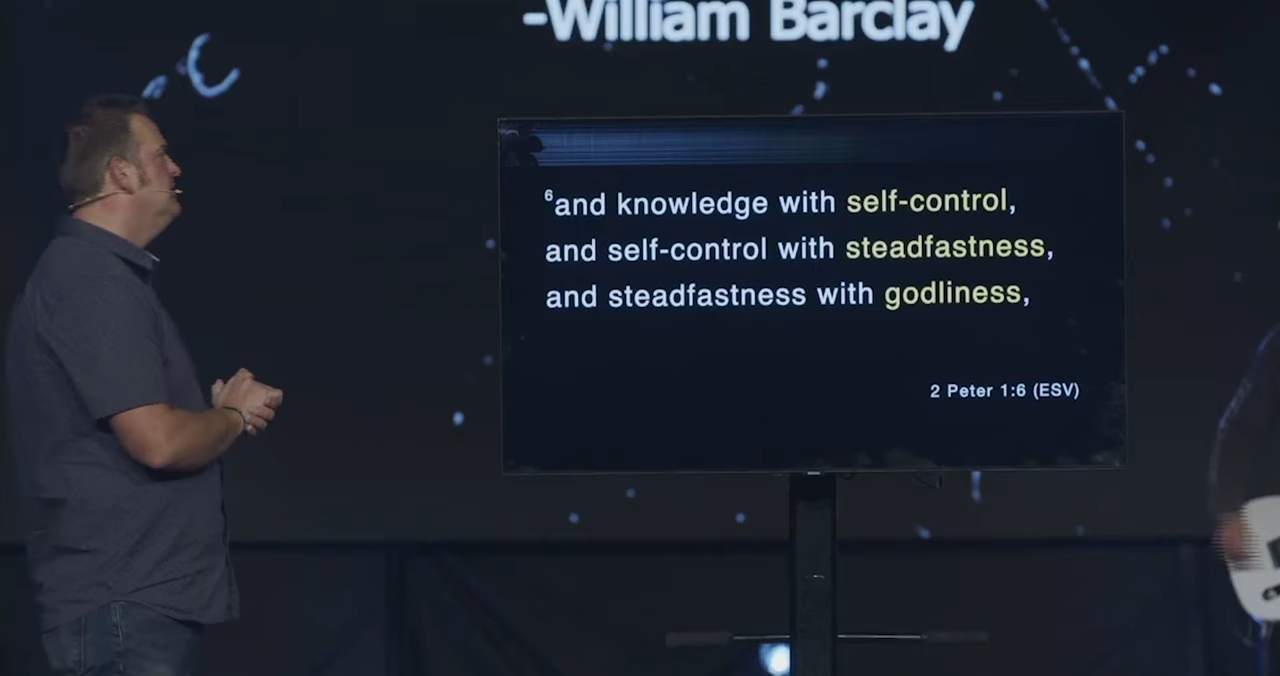 -William Barclay
⁶and knowledge with self-control,
and self-control with steadfastness,
and steadfastness with godliness,
2 Peter 1:6 (ESV)